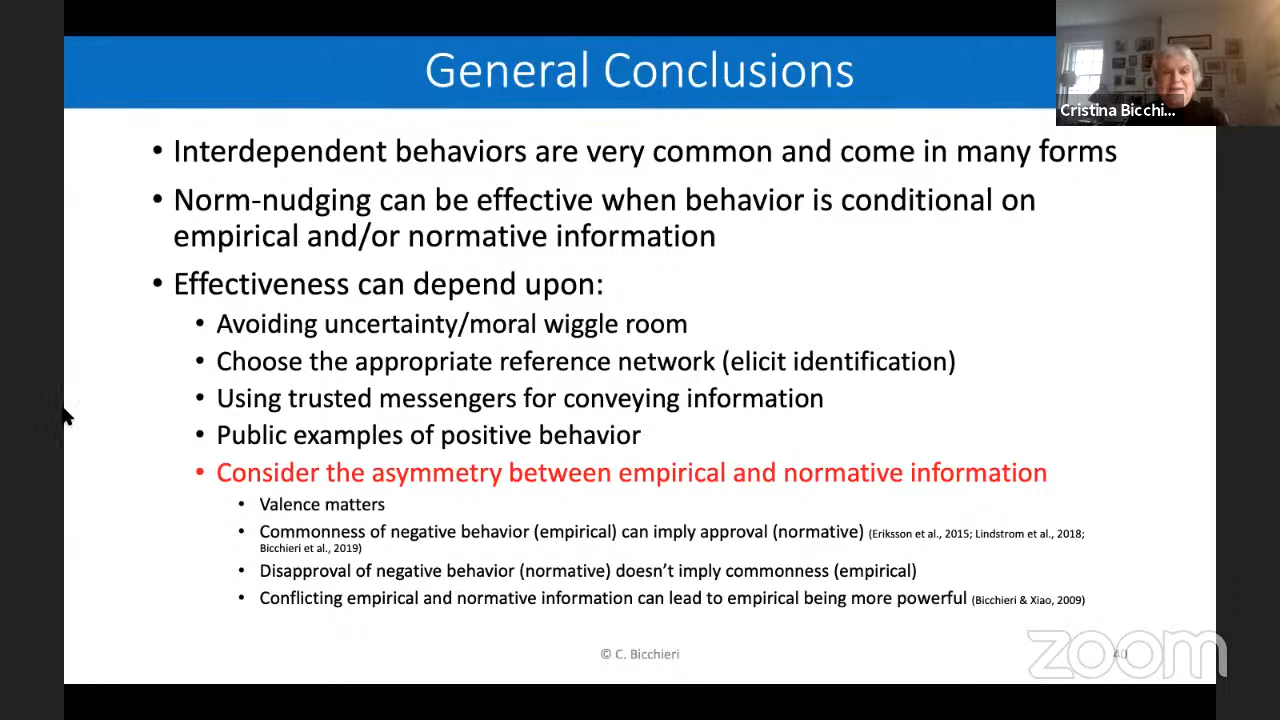 General Conclusions
Cristina Bicchi...
• Interdependent behaviors are very common and come in many forms
• Norm-nudging can be effective when behavior is conditional on
empirical and/or normative information
• Effectiveness can depend upon:
• Avoiding uncertainty/moral wiggle room
• Choose the appropriate reference network (elicit identification)
• Using trusted messengers for conveying information
• Public examples of positive behavior
• Consider the asymmetry between empirical and normative information
• Valence matters
• Commonness of negative behavior (empirical) can imply approval (normative) (Eriksson et al., 2015; Lindstrom et al., 2018;
Bicchieri et al., 2019)
• Disapproval of negative behavior (normative) doesn't imply commonness (empirical)
• Conflicting empirical and normative information can lead to empirical being more powerful (Bicchieri & Xiao, 2009)
© C. Bicchieri
zoom
40